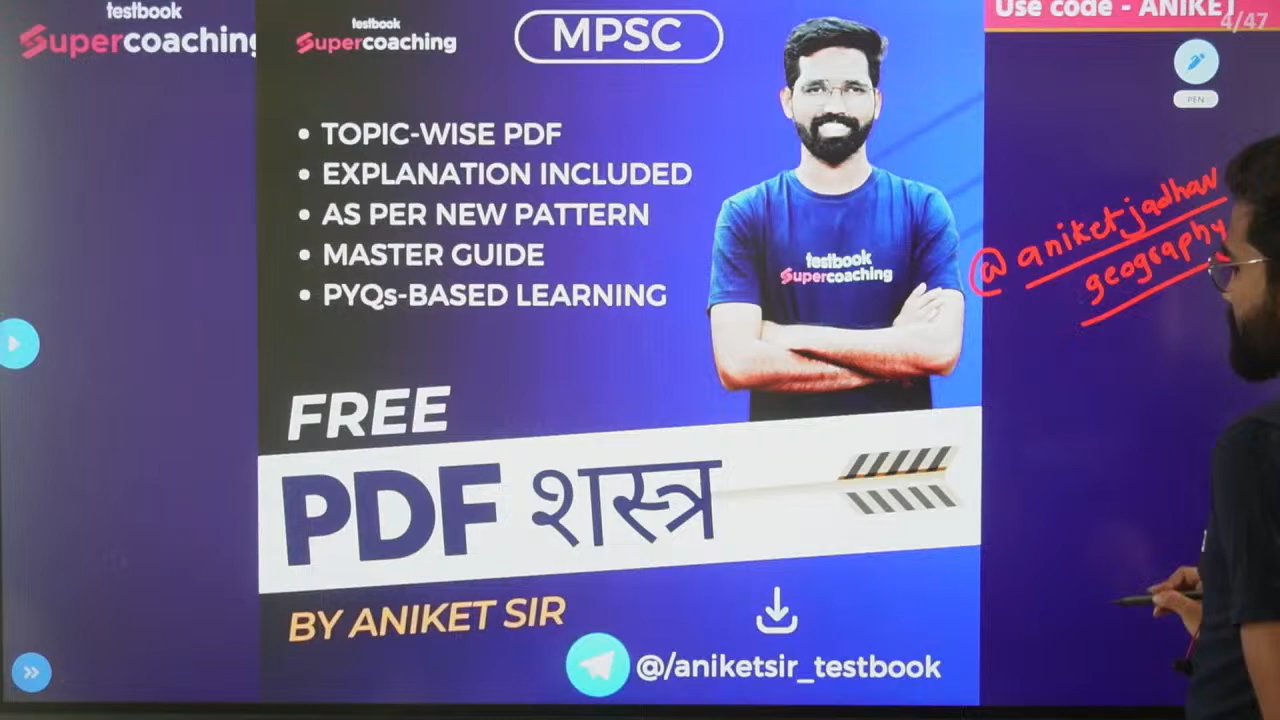 testbook
Supercoaching
testbook
Supercoaching
MPSC
Use code - ANIKET
4/47
PEN
• TOPIC-WISE PDF
• EXPLANATION INCLUDED
• AS PER NEW PATTERN
• MASTER GUIDE
• PYQs-BASED LEARNING
testbook
Supercoaching
@aniketjadhav
geography
FREE
PDF शस्त्र
BY ANIKET SIR
@/aniketsir_testbook